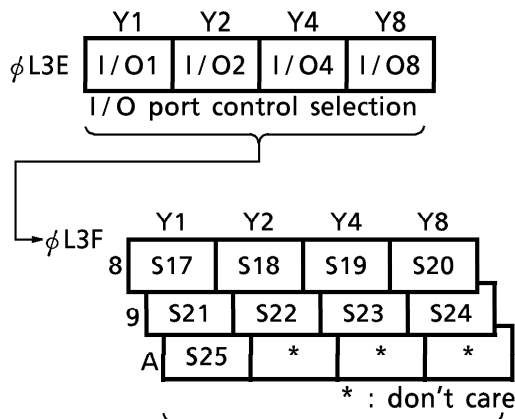 Y1 Y2 Y4 Y8
ϕL3E I/O1 I/O2 I/O4 I/O8
I/O port control selection
ϕL3F Y1 Y2 Y4 Y8
8 S17 S18 S19 S20
9 S21 S22 S23 S24
A S25 * * *
* : don't care